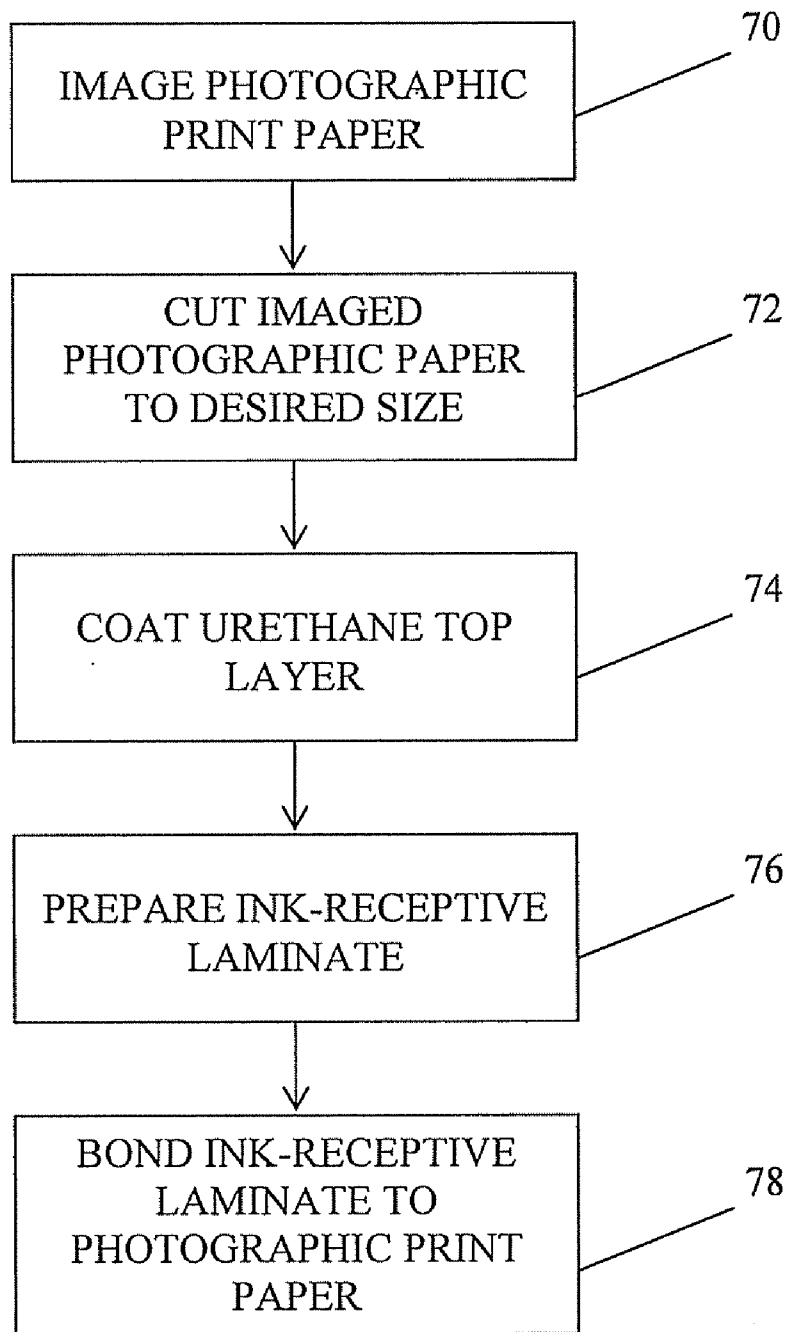 70
IMAGE PHOTOGRAPHIC
PRINT PAPER
72
CUT IMAGED
PHOTOGRAPHIC PAPER
TO DESIRED SIZE
74
COAT URETHANE TOP
LAYER
76
PREPARE INK-RECEPTIVE
LAMINATE
78
BOND INK-RECEPTIVE
LAMINATE TO
PHOTOGRAPHIC PRINT
PAPER